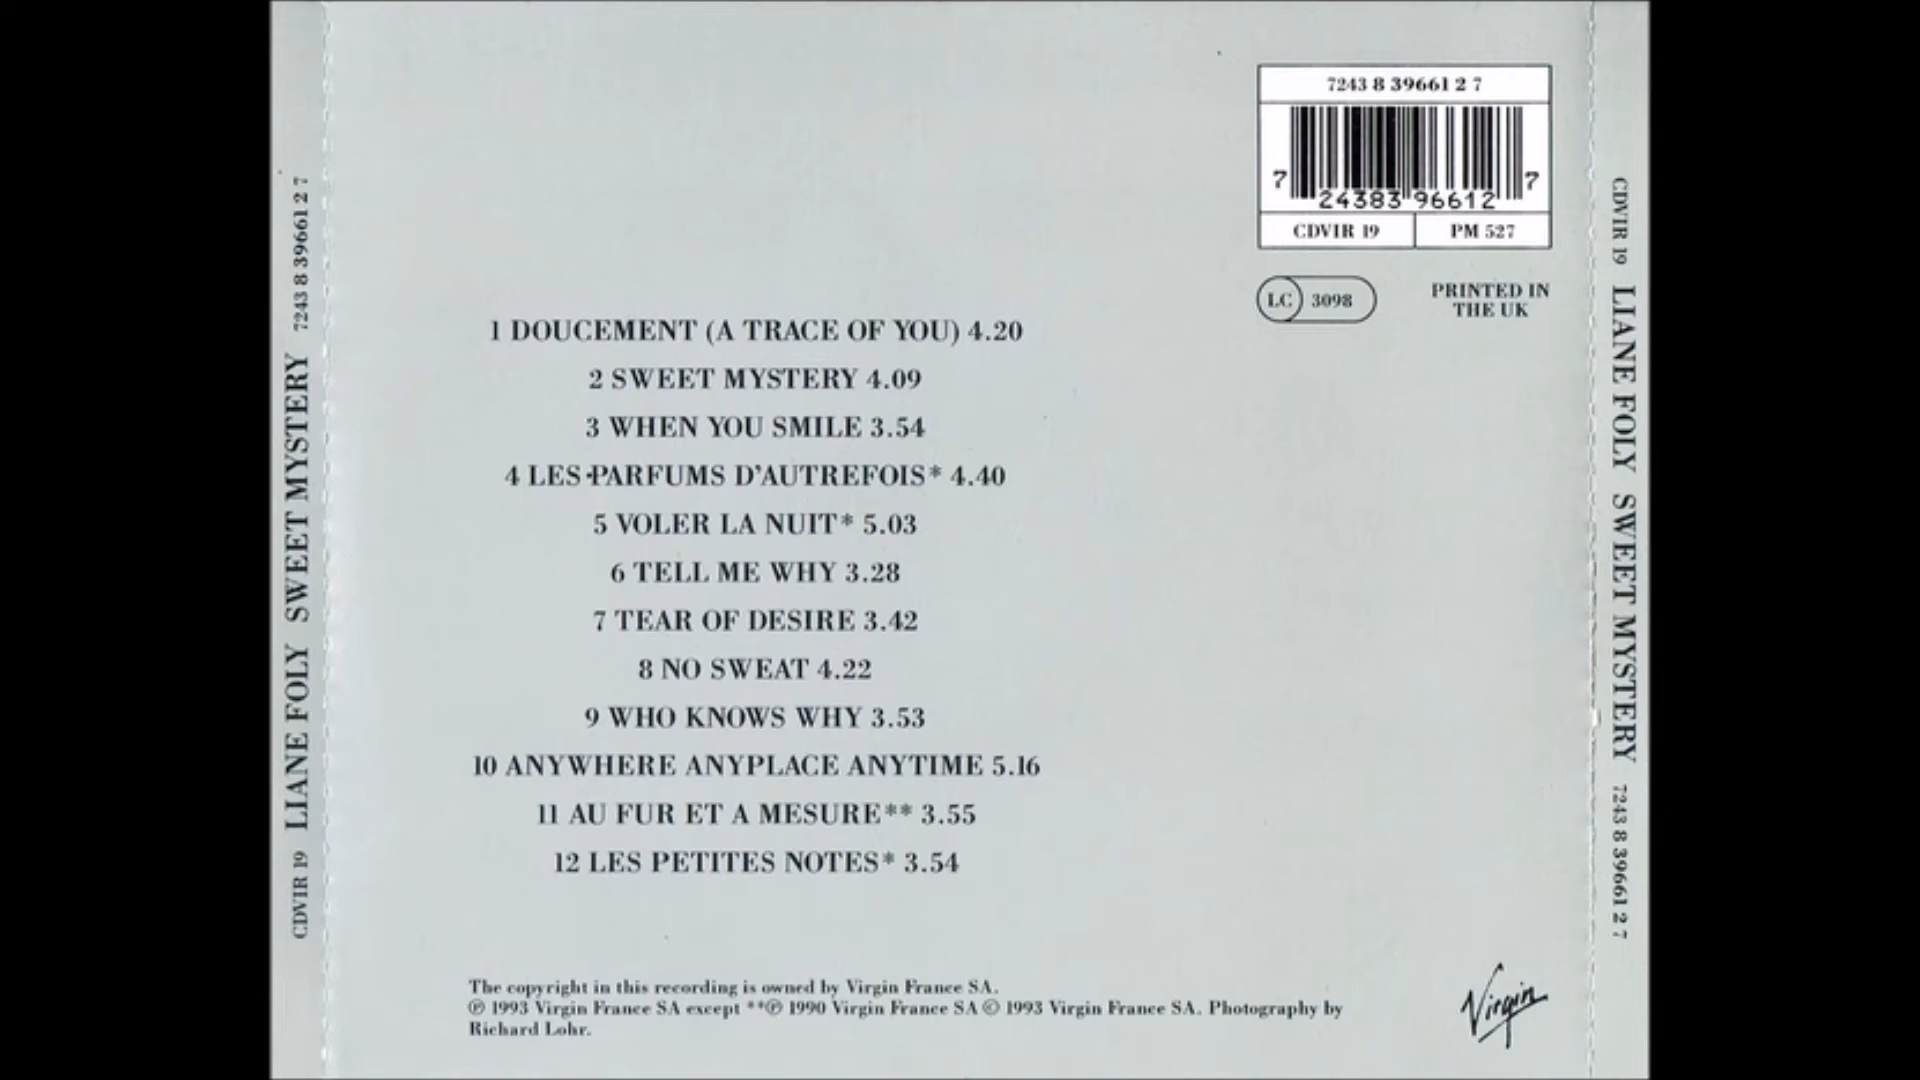 7243 8 39661 2 7
7 24383 96612 7
CDVIR 19 PM 527
LC 3098
PRINTED IN
THE UK
1 DOUCEMENT (A TRACE OF YOU) 4.20
2 SWEET MYSTERY 4.09
3 WHEN YOU SMILE 3.54
4 LES PARFUMS D'AUTREFOIS* 4.40
5 VOLER LA NUIT* 5.03
6 TELL ME WHY 3.28
7 TEAR OF DESIRE 3.42
8 NO SWEAT 4.22
9 WHO KNOWS WHY 3.53
10 ANYWHERE ANYPLACE ANYTIME 5.16
11 AU FUR ET A MESURE** 3.55
12 LES PETITES NOTES* 3.54
The copyright in this recording is owned by Virgin France SA.
℗ 1993 Virgin France SA except **℗ 1990 Virgin France SA © 1993 Virgin France SA. Photography by
Richard Lohr.
Virgin
CDVIR 19 LIANE FOLY SWEET MYSTERY 7243 8 39661 2 7
CDVIR 19 LIANE FOLY SWEET MYSTERY 7243 8 39661 2 7